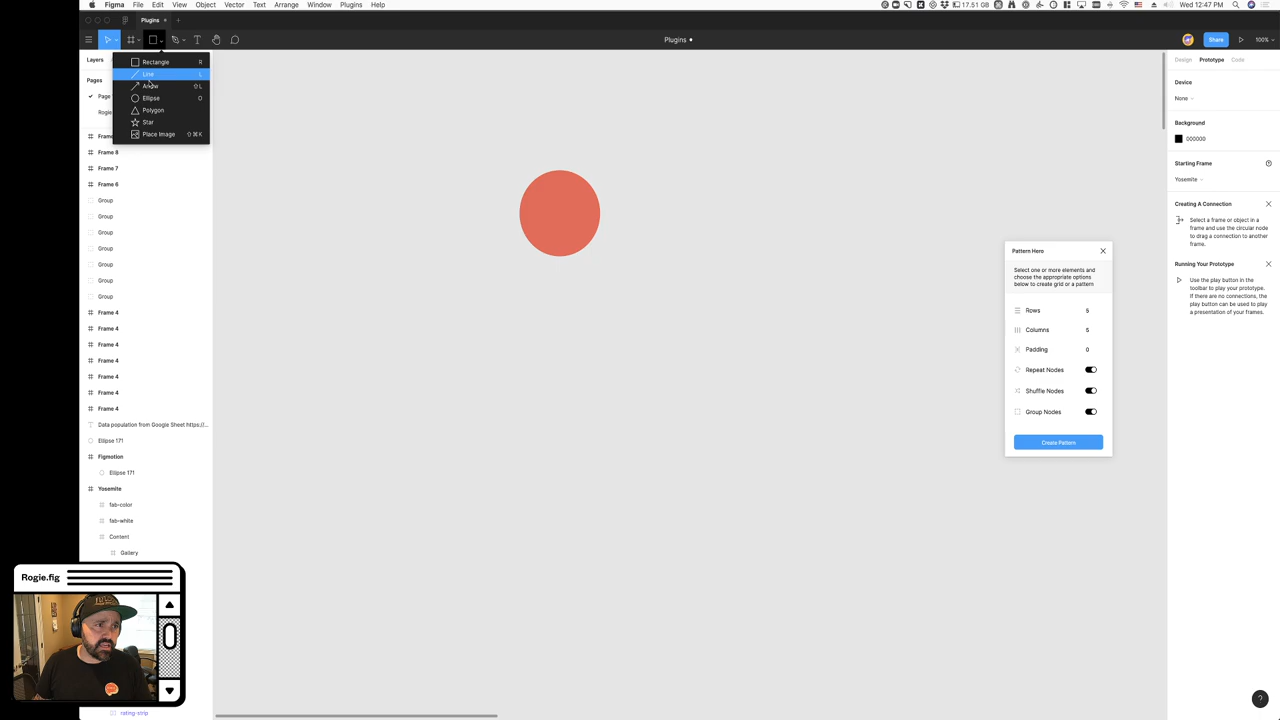 Figma File Edit View Object Vector Text Arrange Window Plugins Help
17.51 GB
Wed 12:47 PM
Plugins
Plugins
Share
100%
Layers
Design Prototype Code
Rectangle R
Line L
Arrow ⇧L
Ellipse O
Polygon
Star
Place Image ⇧⌘K
Pages
Page
Rogie
Frame
Frame 8
Frame 7
Frame 6
Group
Group
Group
Group
Group
Group
Group
Frame 4
Frame 4
Frame 4
Frame 4
Frame 4
Frame 4
Frame 4
Data population from Google Sheet https://...
Ellipse 171
Figmotion
Ellipse 171
Yosemite
fab-color
fab-white
Content
Gallery
rating-strip
Rogie.fig
Pattern Hero
Select one or more elements and
choose the appropriate options
below to create grid or a pattern
Rows 5
Columns 5
Padding 0
Repeat Nodes
Shuffle Nodes
Group Nodes
Create Pattern
Device
None
Background
000000
Starting Frame
Yosemite
Creating A Connection
Select a frame or object in a
frame and use the circular node
to drag a connection to another
frame.
Running Your Prototype
Use the play button in the
toolbar to play your prototype.
If there are no connections, the
play button can be used to play
a presentation of your frames.
?